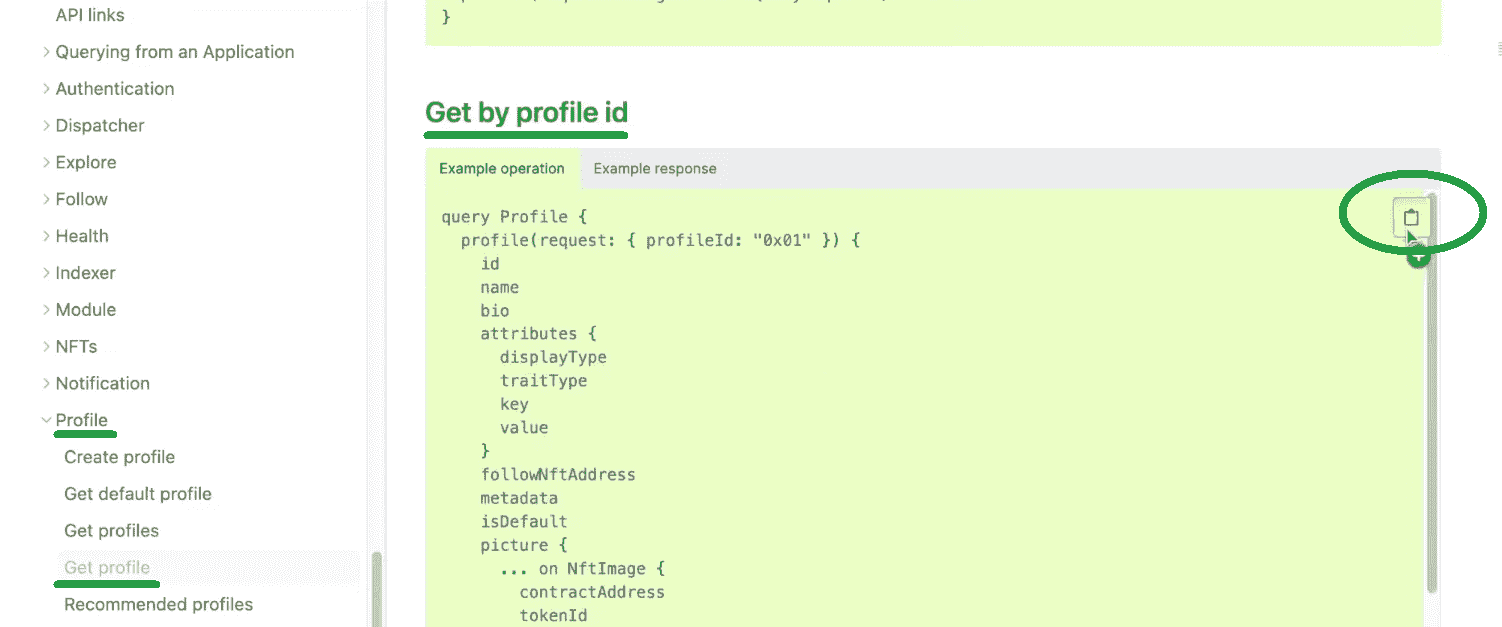 API links
Querying from an Application
Authentication
Dispatcher
Explore
Follow
Health
Indexer
Module
NFTs
Notification
Profile
Create profile
Get default profile
Get profiles
Get profile
Recommended profiles
}
Get by profile id
Example operation
Example response
query Profile {
profile(request: { profileId: "0x01" }) {
id
name
bio
attributes {
displayType
traitType
key
value
}
followNftAddress
metadata
isDefault
picture {
... on NftImage {
contractAddress
tokenId